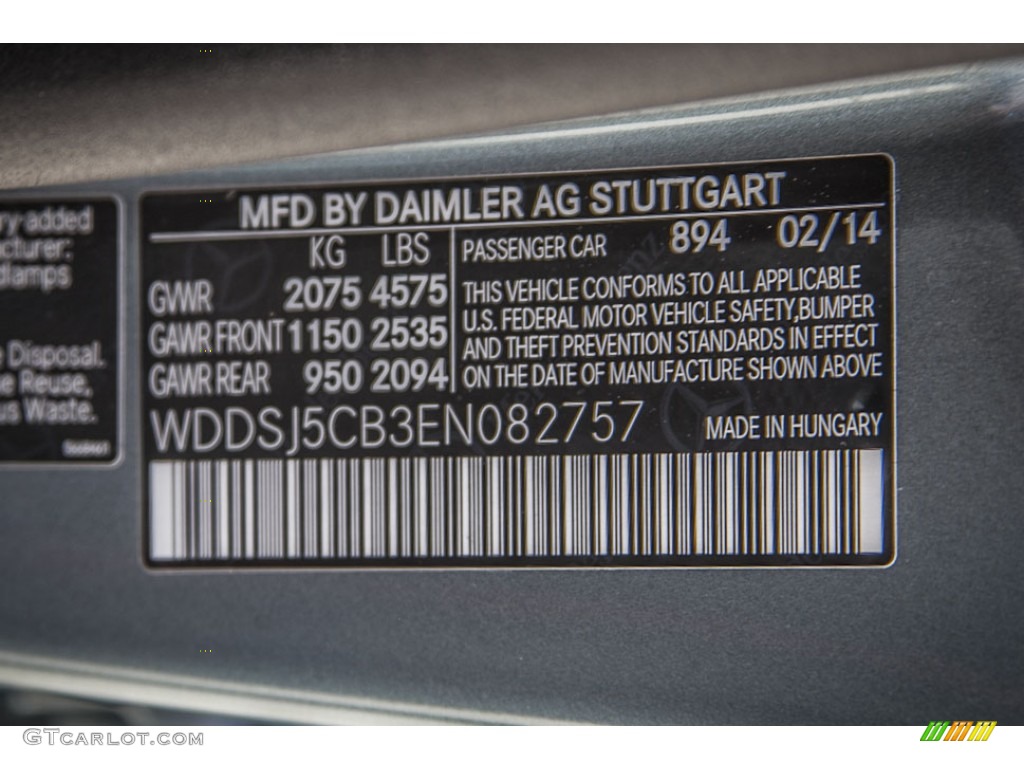 ry-added
acturer:
adlamps
e Disposal.
e Reuse,
us Waste.
MFD BY DAIMLER AG STUTTGART
KG LBS
GVWR 2075 4575
GAWR FRONT 1150 2535
GAWR REAR 950 2094
PASSENGER CAR 894 02/14
THIS VEHICLE CONFORMS TO ALL APPLICABLE
U.S. FEDERAL MOTOR VEHICLE SAFETY,BUMPER
AND THEFT PREVENTION STANDARDS IN EFFECT
ON THE DATE OF MANUFACTURE SHOWN ABOVE
WDDSJ5CB3EN082757
MADE IN HUNGARY
GTCARLOT.COM